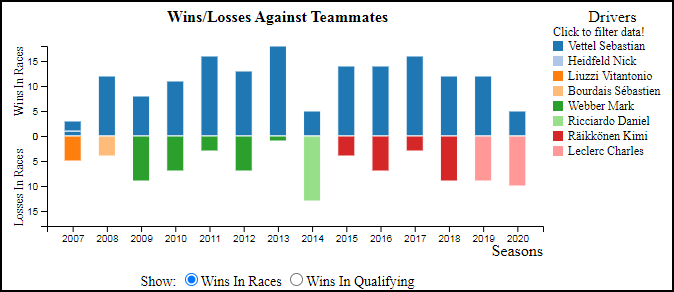 Wins/Losses Against Teammates
Wins In Races
Losses In Races
15
10
5
0
5
10
15
2007 2008 2009 2010 2011 2012 2013 2014 2015 2016 2017 2018 2019 2020
Seasons
Drivers
Click to filter data!
Vettel Sebastian
Heidfeld Nick
Liuzzi Vitantonio
Bourdais Sébastien
Webber Mark
Ricciardo Daniel
Räikkönen Kimi
Leclerc Charles
Show: Wins In Races Wins In Qualifying